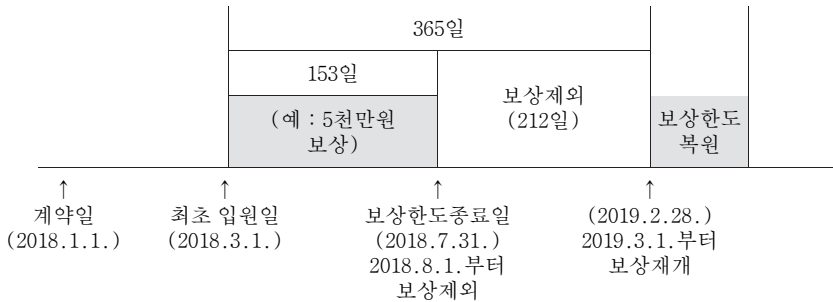 365일
153일
(예 : 5천만원
보상)
보상제외
(212일)
보상한도
복원
↑
계약일
(2018.1.1.)
↑
최초 입원일
(2018.3.1.)
↑
보상한도종료일
(2018.7.31.)
2018.8.1.부터
보상제외
↑
(2019.2.28.)
2019.3.1.부터
보상재개